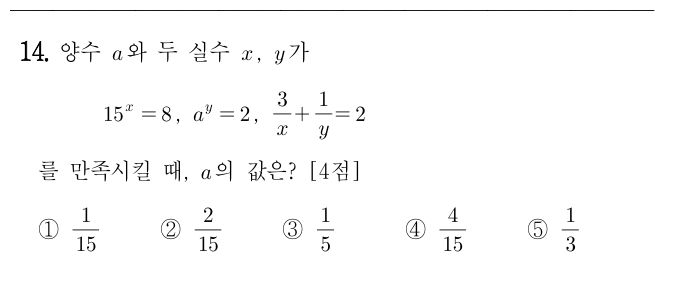 14. 양수 a와 두 실수 x, y가
15^x = 8, a^y = 2, 3/x + 1/y = 2
를 만족시킬 때, a의 값은? [4점]
① 1/15 ② 2/15 ③ 1/5 ④ 4/15 ⑤ 1/3